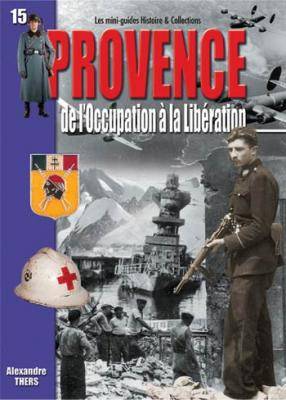 15
Les mini-guides Histoire & Collections
PROVENCE
de l'Occupation à la Libération
Alexandre
THERS